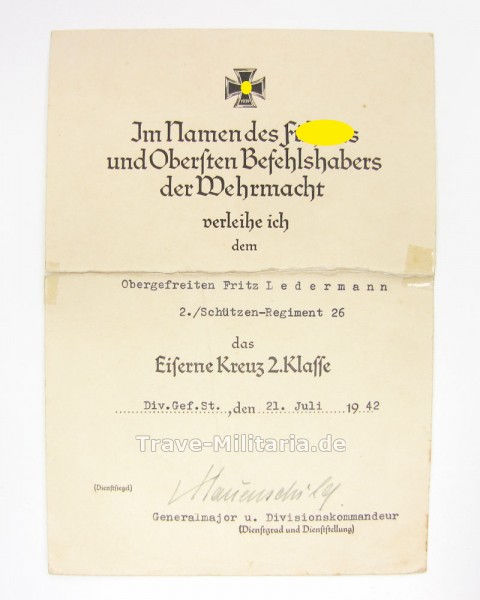 Im Namen des
und Obersten Befehlshabers
der Wehrmacht
verleihe ich
dem
Obergefreiten Fritz Ledermann
2./Schützen-Regiment 26
das
Eiserne Kreuz 2. Klasse
Div.Gef.St., den 21. Juli 1942
Trave-Militaria.de
(Dienstsiegel)
Generalmajor u. Divisionskommandeur
(Dienstgrad und Dienststellung)